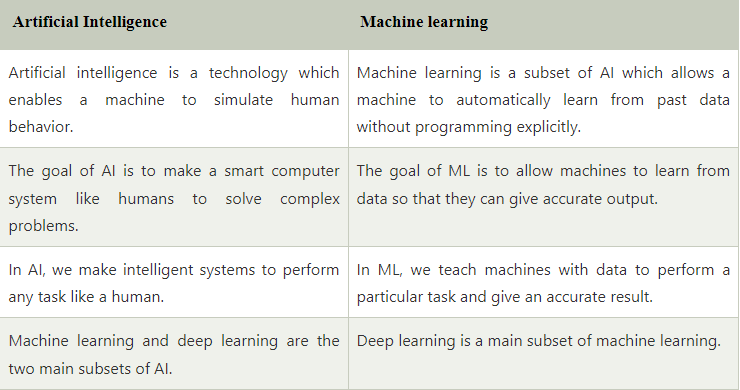 Artificial Intelligence
Machine learning
Artificial intelligence is a technology which
enables a machine to simulate human
behavior.
Machine learning is a subset of AI which allows a
machine to automatically learn from past data
without programming explicitly.
The goal of AI is to make a smart computer
system like humans to solve complex
problems.
The goal of ML is to allow machines to learn from
data so that they can give accurate output.
In AI, we make intelligent systems to perform
any task like a human.
In ML, we teach machines with data to perform a
particular task and give an accurate result.
Machine learning and deep learning are the
two main subsets of AI.
Deep learning is a main subset of machine learning.